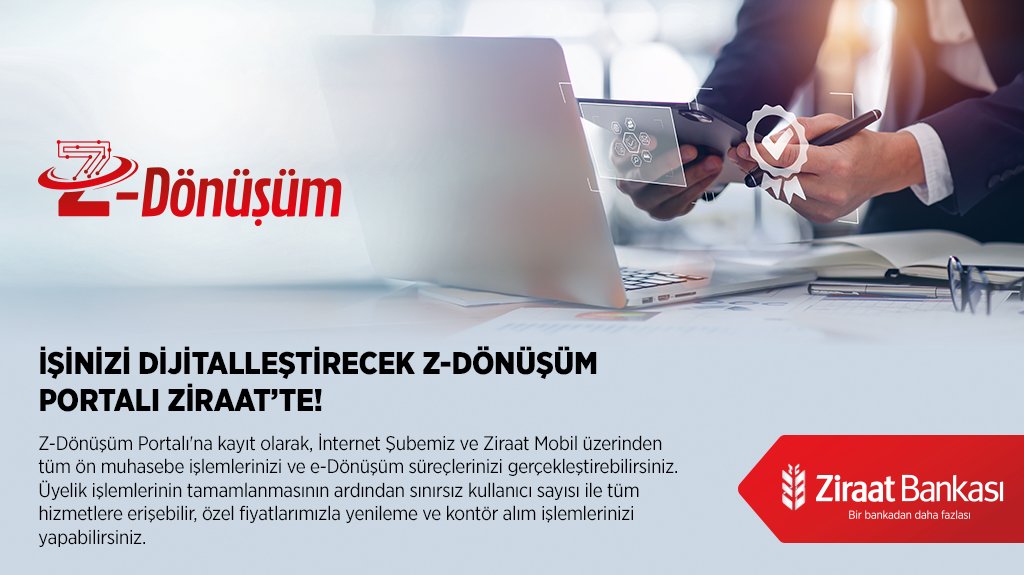 Z-Dönüşüm
İŞİNİZİ DİJİTALLEŞTİRECEK Z-DÖNÜŞÜM
PORTALI ZİRAAT’TE!
Z-Dönüşüm Portalı'na kayıt olarak, İnternet Şubemiz ve Ziraat Mobil üzerinden
tüm ön muhasebe işlemlerinizi ve e-Dönüşüm süreçlerinizi gerçekleştirebilirsiniz.
Üyelik işlemlerinin tamamlanmasının ardından sınırsız kullanıcı sayısı ile tüm
hizmetlere erişebilir, özel fiyatlarımızla yenileme ve kontör alım işlemlerinizi
yapabilirsiniz.
Ziraat Bankası
Bir bankadan daha fazlası